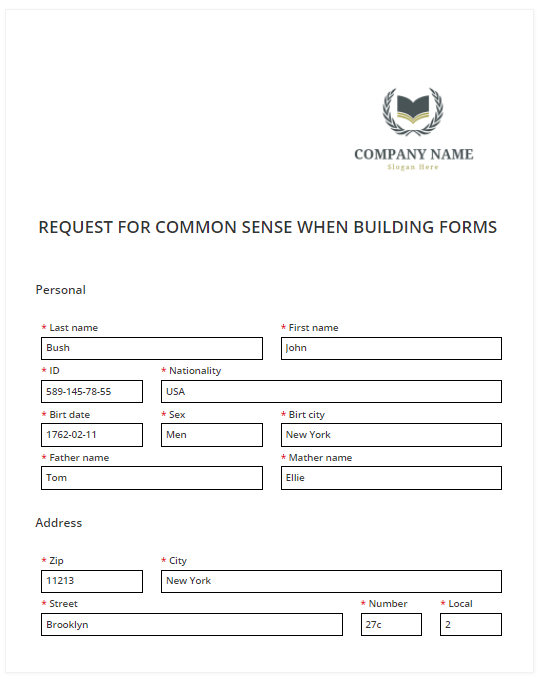 COMPANY NAME
Slogan Here
REQUEST FOR COMMON SENSE WHEN BUILDING FORMS
Personal
* Last name * First name
Bush John
* ID * Nationality
589-145-78-55 USA
* Birt date * Sex * Birt city
1762-02-11 Men New York
* Father name * Mather name
Tom Ellie
Address
* Zip * City
11213 New York
* Street * Number * Local
Brooklyn 27c 2